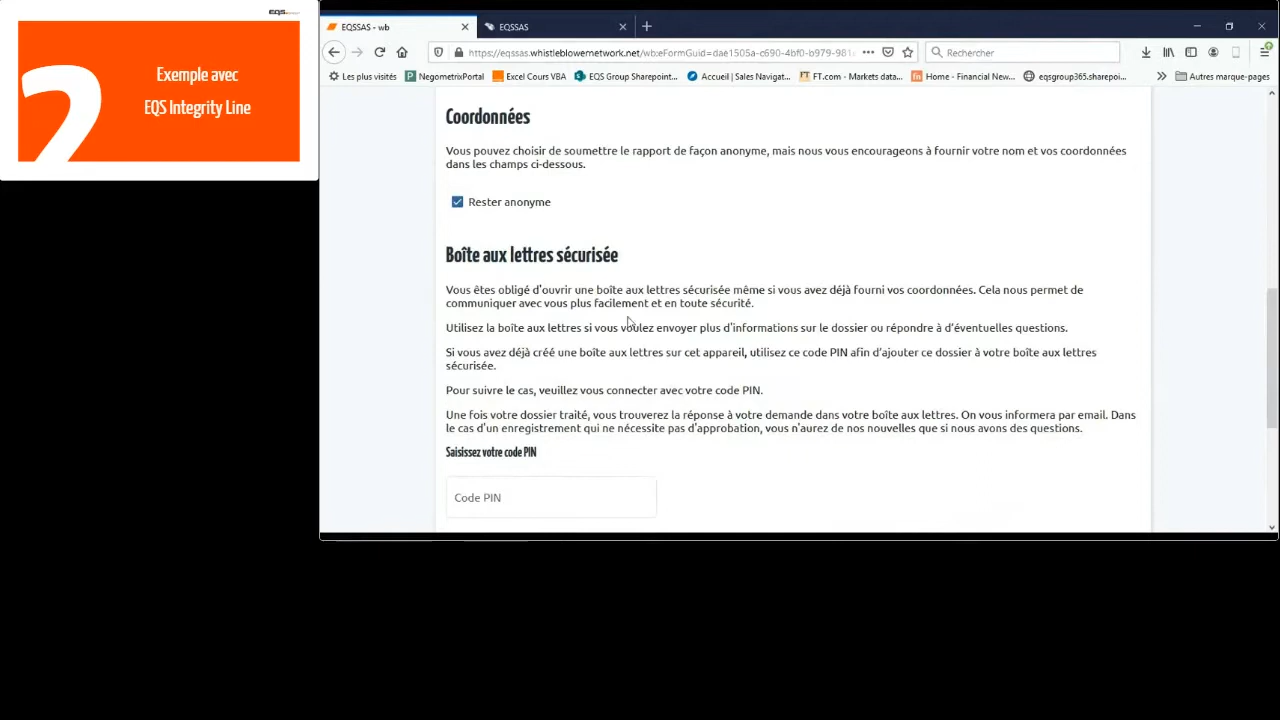 EQS
2
Exemple avec
EQS Integrity Line
EQSSAS - wb
EQSSAS
https://eqssas.whistleblowernetwork.net/wb?eFormGuid=dae1505a-c690-4bf0-b979-981
Rechercher
Les plus visités
NegometrixPortal
Excel Cours VBA
EQS Group Sharepoint...
Accueil | Sales Navigat...
FT.com - Markets data...
Home - Financial New...
eqsgroup365.sharepoi...
Autres marque-pages
Coordonnées
Vous pouvez choisir de soumettre le rapport de façon anonyme, mais nous vous encourageons à fournir votre nom et vos coordonnées
dans les champs ci-dessous.
Rester anonyme
Boîte aux lettres sécurisée
Vous êtes obligé d'ouvrir une boîte aux lettres sécurisée même si vous avez déjà fourni vos coordonnées. Cela nous permet de
communiquer avec vous plus facilement et en toute sécurité.
Utilisez la boîte aux lettres si vous voulez envoyer plus d'informations sur le dossier ou répondre à d’éventuelles questions.
Si vous avez déjà créé une boîte aux lettres sur cet appareil, utilisez ce code PIN afin d’ajouter ce dossier à votre boîte aux lettres
sécurisée.
Pour suivre le cas, veuillez vous connecter avec votre code PIN.
Une fois votre dossier traité, vous trouverez la réponse à votre demande dans votre boîte aux lettres. On vous informera par email. Dans
le cas d'un enregistrement qui ne nécessite pas d'approbation, vous n'aurez de nos nouvelles que si nous avons des questions.
Saisissez votre code PIN
Code PIN